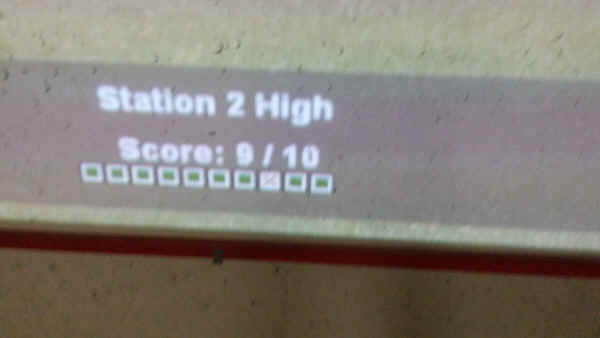 Station 2 High
Score: 9 / 10